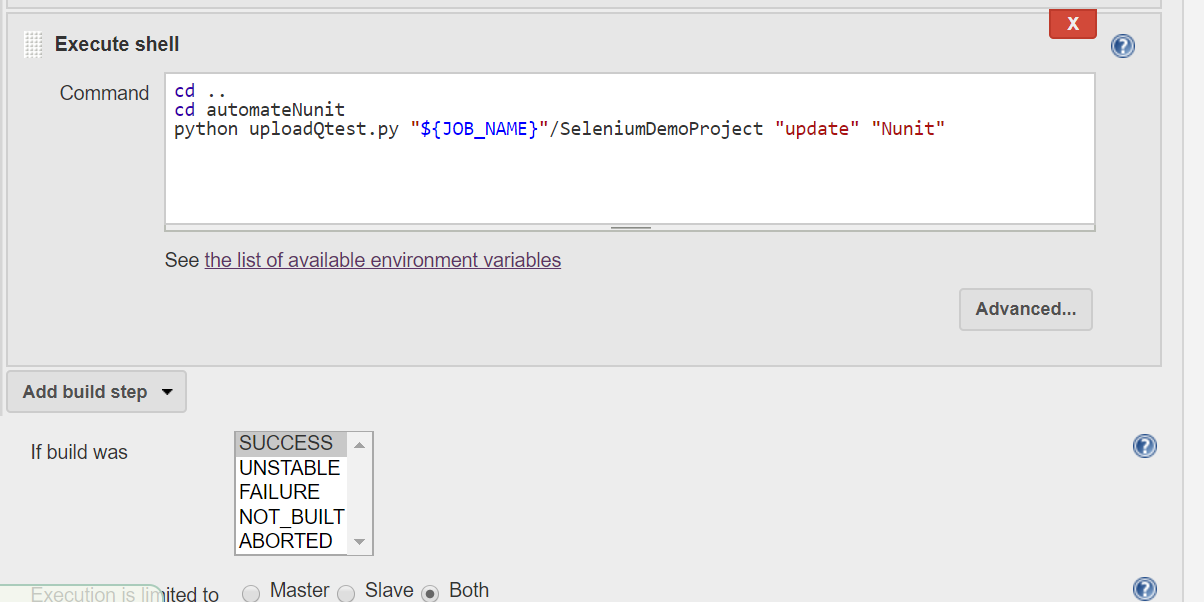 X
Execute shell
?
Command
cd ..
cd automateNunit
python uploadQtest.py "${JOB_NAME}"/SeleniumDemoProject "update" "Nunit"
See the list of available environment variables
Advanced...
Add build step
If build was
SUCCESS
UNSTABLE
FAILURE
NOT_BUILT
ABORTED
?
Execution is limited to
Master Slave Both
?